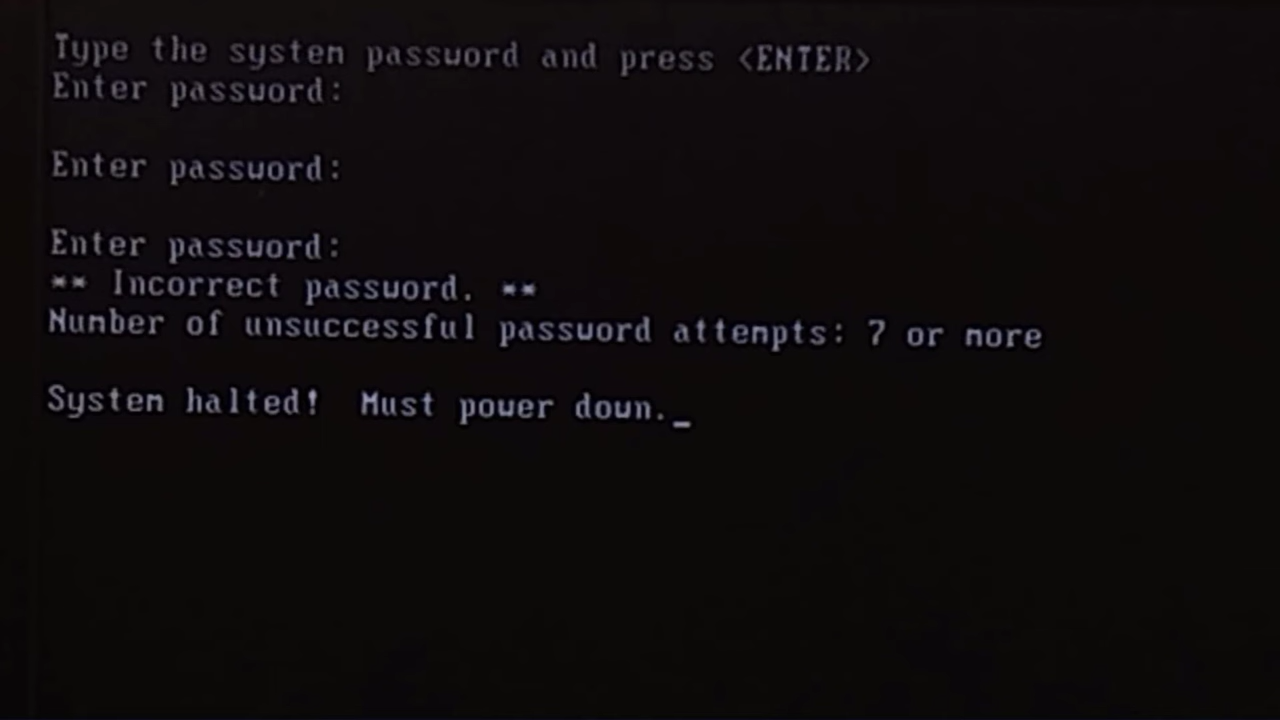 Type the system password and press <ENTER>
Enter password:
Enter password:
Enter password:
** Incorrect password. **
Number of unsuccessful password attempts: 7 or more
System halted!  Must power down._